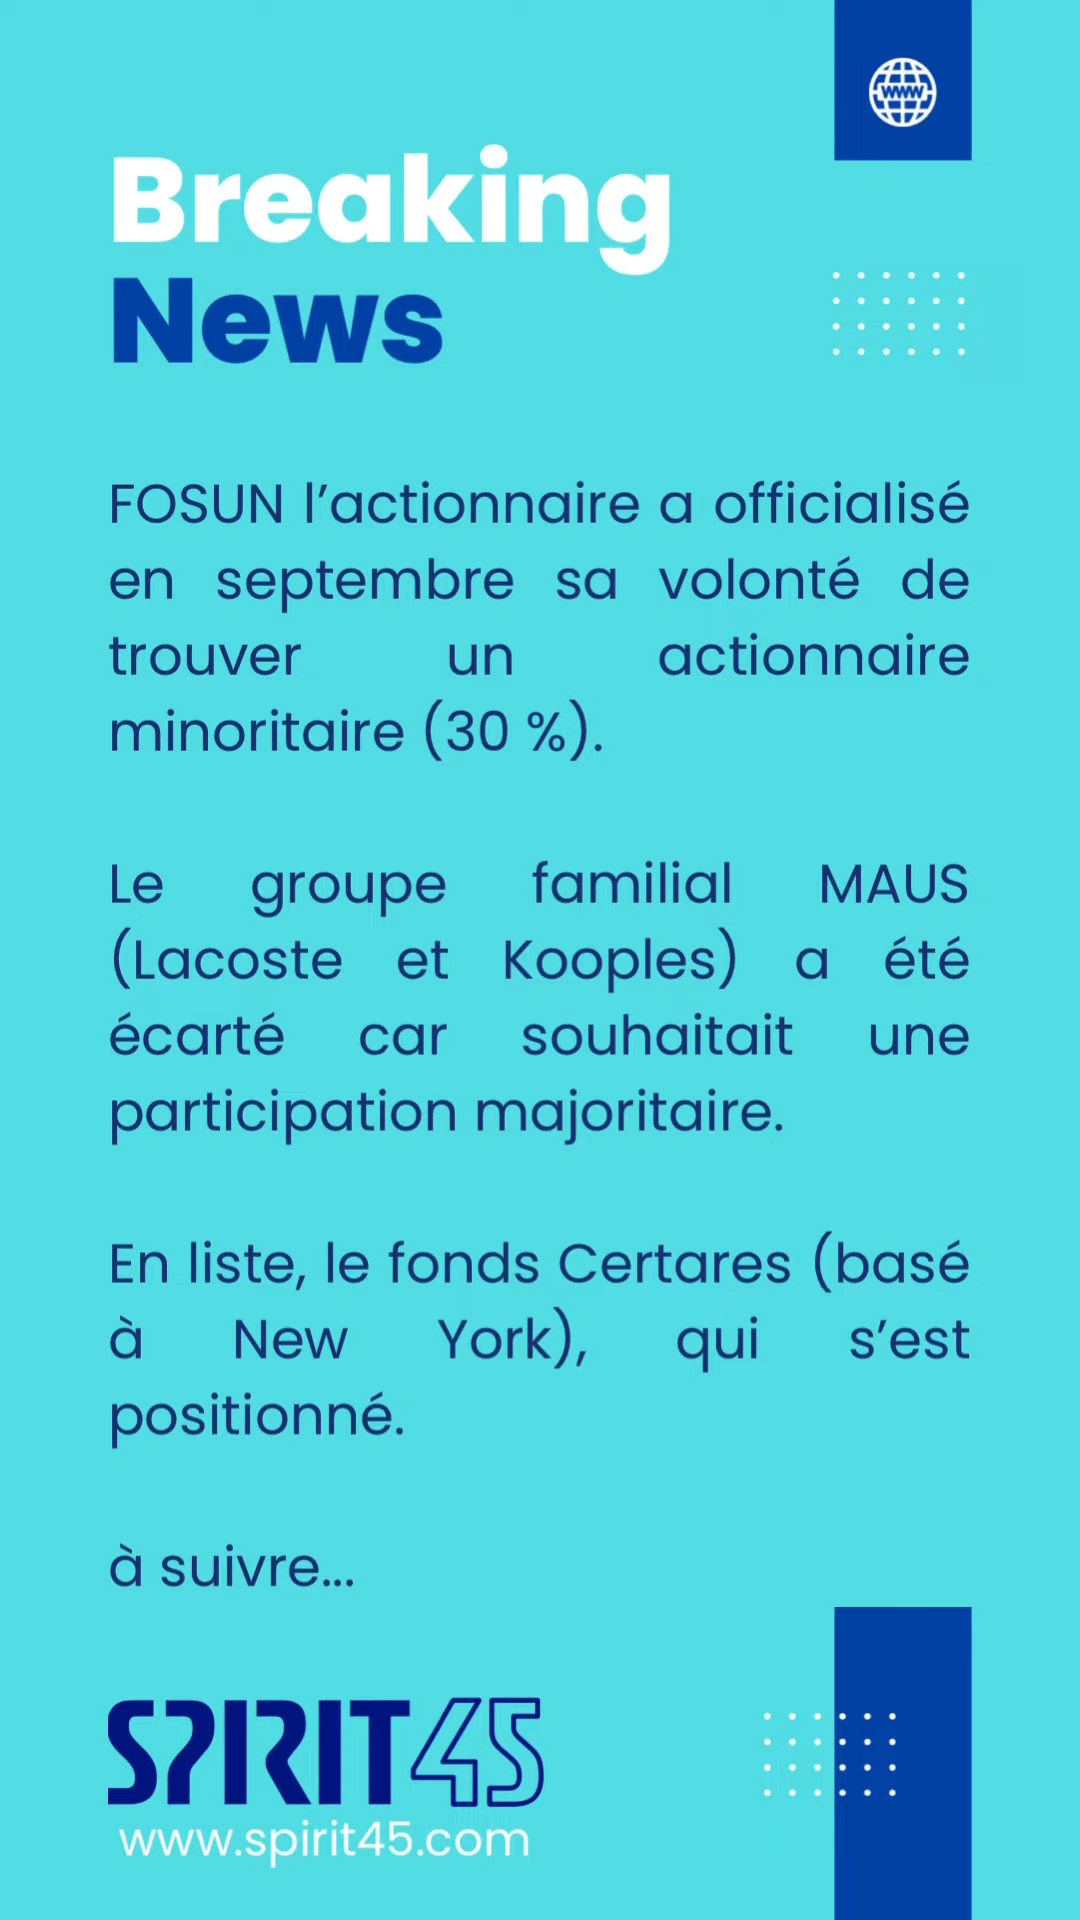 WWW
Breaking
News
FOSUN l’actionnaire a officialisé
en septembre sa volonté de
trouver un actionnaire
minoritaire (30 %).
Le groupe familial MAUS
(Lacoste et Kooples) a été
écarté car souhaitait une
participation majoritaire.
En liste, le fonds Certares (basé
à New York), qui s’est
positionné.
à suivre...
SPIRIT45
www.spirit45.com